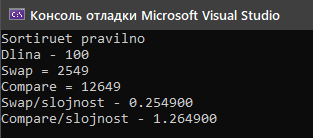 Консоль отладки Microsoft Visual Studio
Sortiruet pravilno
Dlina - 100
Swap = 2549
Compare = 12649
Swap/slojnost - 0.254900
Compare/slojnost - 1.264900